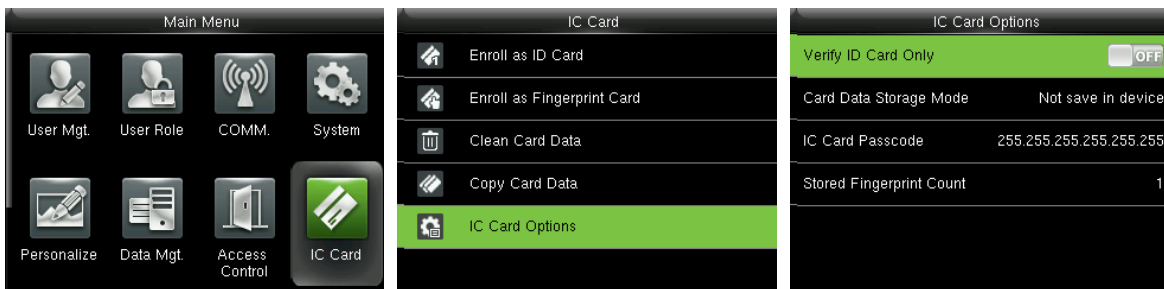 Main Menu
User Mgt.
User Role
COMM.
System
Personalize
Data Mgt.
Access
Control
IC Card
IC Card
Enroll as ID Card
Enroll as Fingerprint Card
Clean Card Data
Copy Card Data
IC Card Options
IC Card Options
Verify ID Card Only OFF
Card Data Storage Mode Not save in device
IC Card Passcode 255.255.255.255.255.255
Stored Fingerprint Count 1